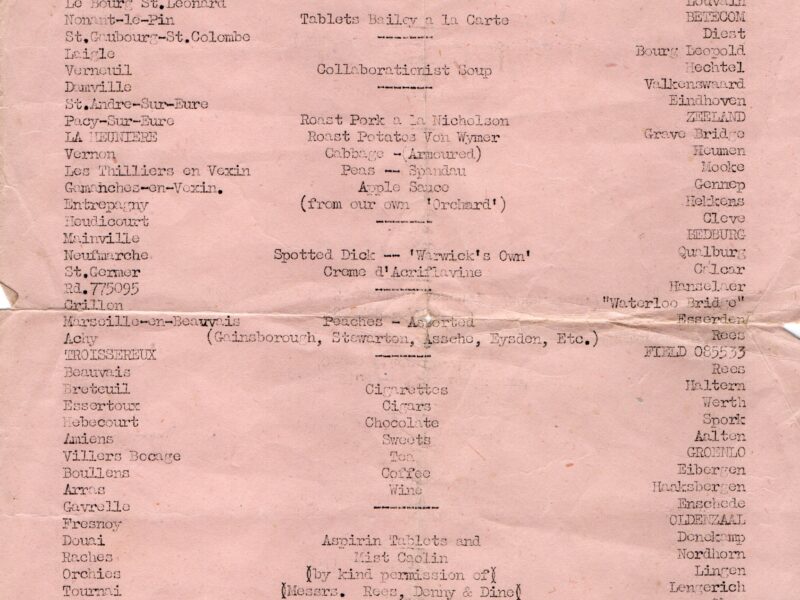 Le Bourg St.Leonard
Nonant-le-Pin
St.Gaubourg-St.Colombe
Laigle
Verneuil
Damville
St.Andre-Sur-Eure
Pacy-Sur-Eure
LA HEUNIERE
Vernon
Les Thilliers en Vexin
Gamanches-en-Vexin.
Entrepagny
Heudicourt
Mainville
Neufmarche
St.Germer
Rd.775095
Crillon
Marseille-en-Beauvais
Achy
TROISSEREUX
Beauvais
Breteuil
Essertoux
Hebecourt
Amiens
Villers Bocage
Boullens
Arras
Gavrelle
Fresnoy
Douai
Raches
Orchies
Tournai
Tablets Bailey a la Carte
Collaborationist Soup
Roast Pork a la Nicholson
Roast Potatos Von Wymer
Cabbage -(Armoured)
Peas -- Spandau
Apple Sauce
(from our own 'Orchard')
Spotted Dick -- 'Warwick's Own'
Creme d'Acriflavine
Peaches - Assorted
(Gainsborough, Stewarton, Assche, Eysden, Etc.)
Cigarettes
Cigars
Chocolate
Sweets
Tea
Coffee
Wine
Aspirin Tablets and
Mist Caolin
(by kind permission of)
(Messrs. Rees, Denny & Dine(
Louvain
BETECOM
Diest
Bourg Leopold
Hechtel
Valkenswaard
Eindhoven
ZEELAND
Grave Bridge
Heumen
Mooke
Gennep
Hekkens
Cleve
BEDBURG
Qualburg
Calcar
Hanselaer
"Waterloo Bridge"
Esserden
Rees
FIELD 085533
Rees
Haltern
Werth
Spork
Aalten
GROENLO
Eibergen
Haaksbergen
Enschede
OLDENZAAL
Denekamp
Nordhorn
Lingen
Lengerich